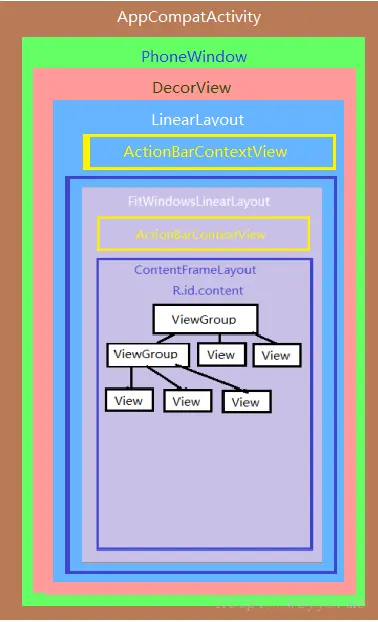 AppCompatActivity
PhoneWindow
DecorView
LinearLayout
ActionBarContextView
FitWindowsLinearLayout
ActionBarContextView
ContentFrameLayout
R.id.content
ViewGroup
ViewGroup View View
View View View